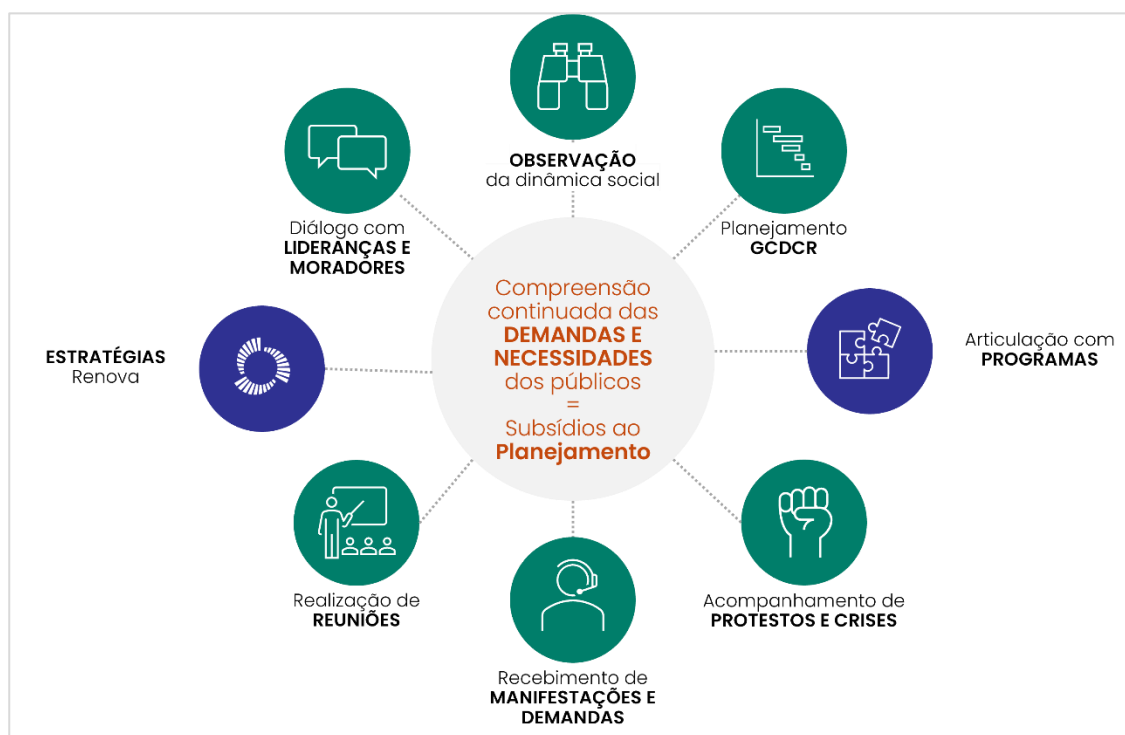 OBSERVAÇÃO
da dinâmica social
Planejamento
GCDCR
Articulação com
PROGRAMAS
Acompanhamento de
PROTESTOS E CRISES
Recebimento de
MANIFESTAÇÕES E
DEMANDAS
Realização de
REUNIÕES
ESTRATÉGIAS
Renova
Diálogo com
LIDERANÇAS E
MORADORES
Compreensão
continuada das
DEMANDAS E
NECESSIDADES
dos públicos
=
Subsídios ao
Planejamento